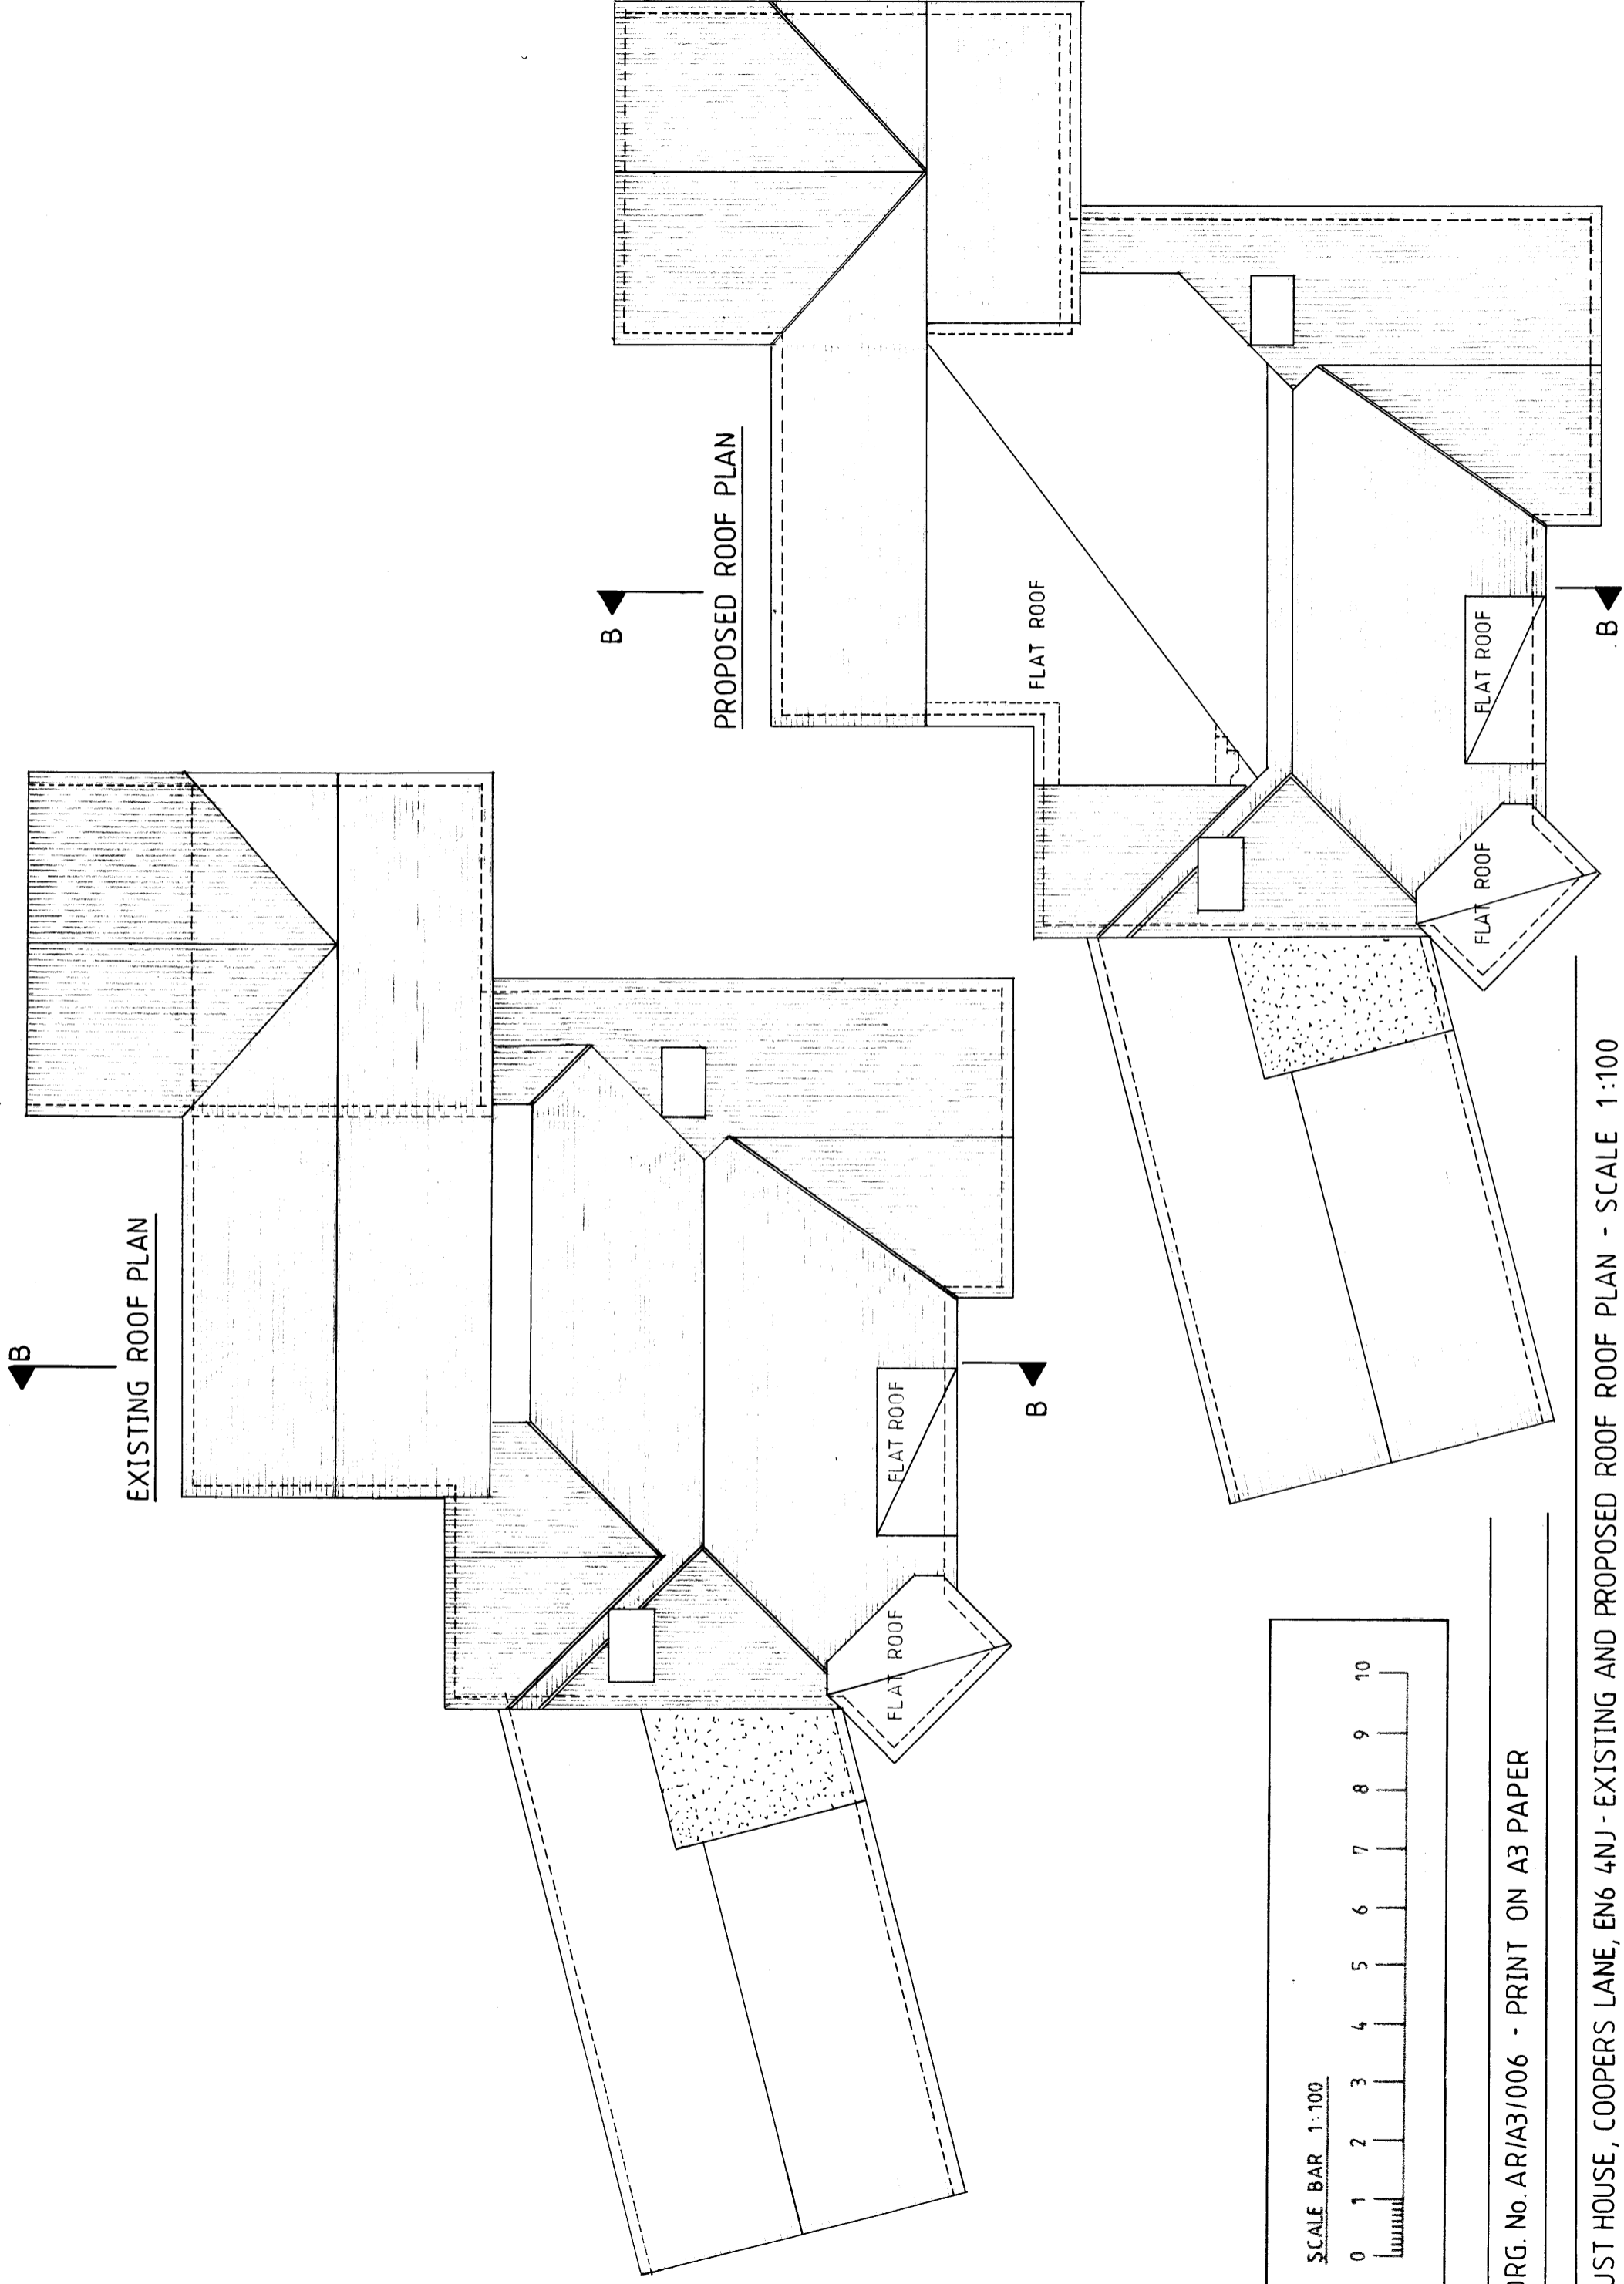 B
EXISTING ROOF PLAN
FLAT ROOF
FLAT ROOF
B
B
PROPOSED ROOF PLAN
FLAT ROOF
FLAT ROOF
FLAT ROOF
B
SCALE BAR 1:100
0 1 2 3 4 5 6 7 8 9 10
DRG. No. AR/A3/006 - PRINT ON A3 PAPER
UST HOUSE, COOPERS LANE, EN6 4NJ - EXISTING AND PROPOSED ROOF ROOF PLAN - SCALE 1:100